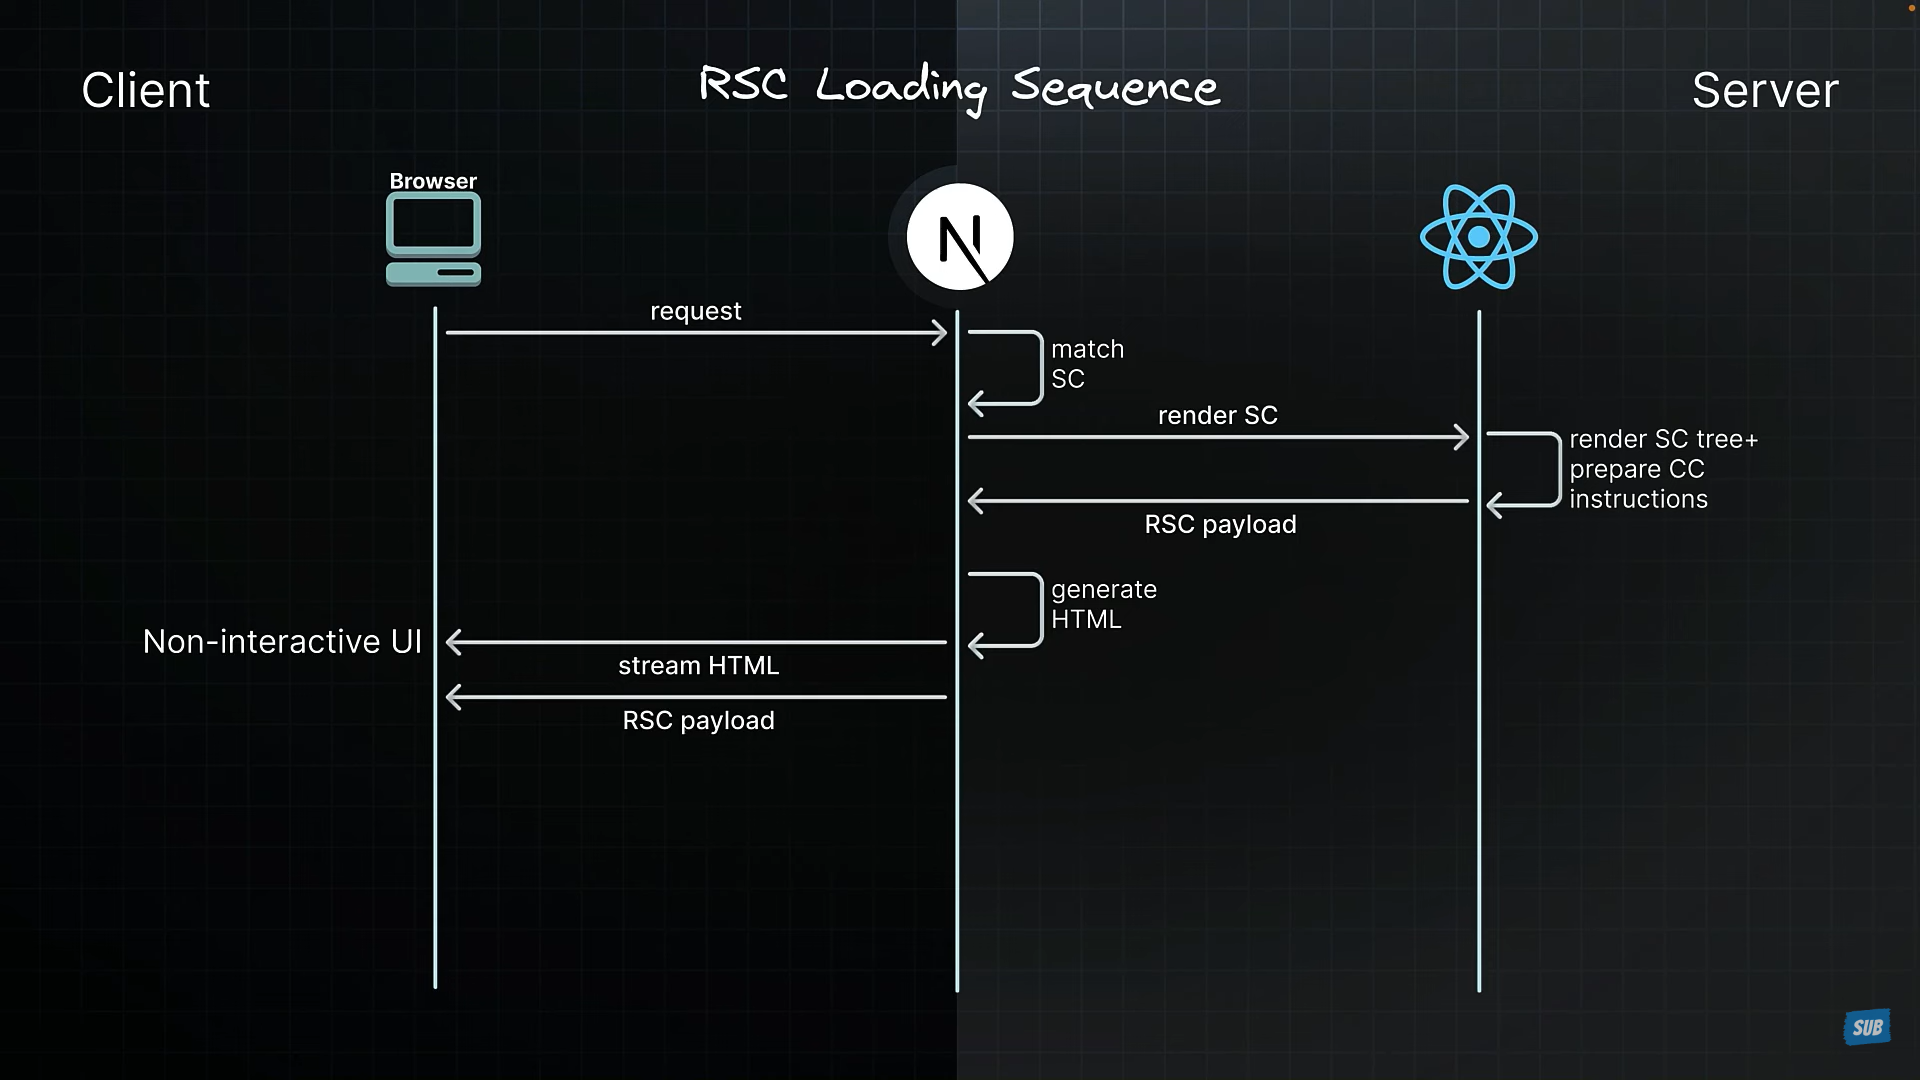 Client
RSC Loading Sequence
Server
Browser
request
match
SC
render SC
render SC tree+
prepare CC
instructions
RSC payload
generate
HTML
Non-interactive UI
stream HTML
RSC payload
SUB